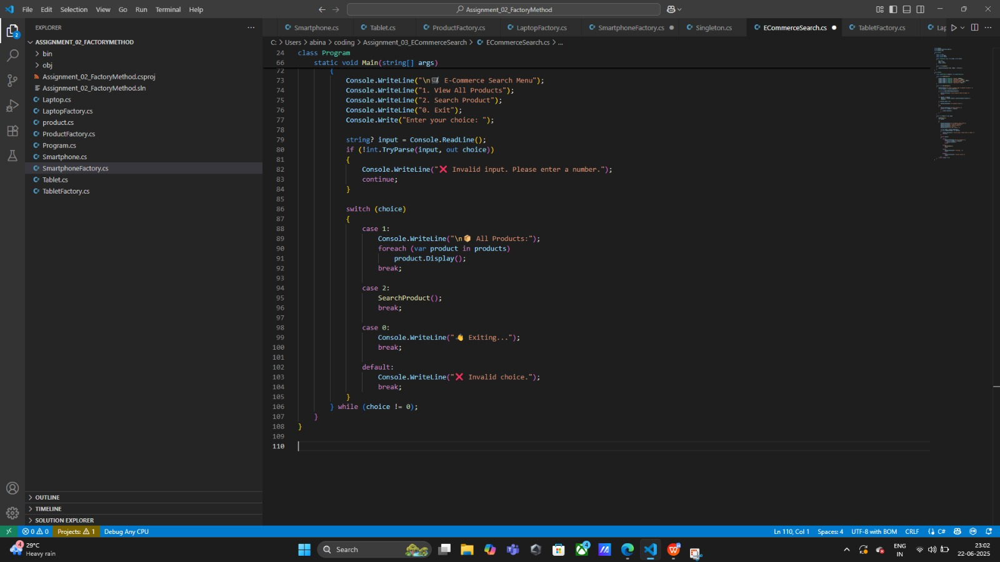 File Edit Selection View Go Run Terminal Help
Assignment_02_FactoryMethod
EXPLORER
ASSIGNMENT_02_FACTORYMETHOD
bin
obj
Assignment_02_FactoryMethod.csproj
Assignment_02_FactoryMethod.sln
Laptop.cs
LaptopFactory.cs
product.cs
ProductFactory.cs
Program.cs
Smartphone.cs
SmartphoneFactory.cs
Tablet.cs
TabletFactory.cs
OUTLINE
TIMELINE
SOLUTION EXPLORER
2
Smartphone.cs Tablet.cs ProductFactory.cs LaptopFactory.cs SmartphoneFactory.cs Singleton.cs ECommerceSearch.cs TabletFactory.cs Lap
C: > Users > abina > coding > Assignment_03_ECommerceSearch > ECommerceSearch.cs > ...
24 class Program
66 static void Main(string[] args)
72 {
73 Console.WriteLine("\n🛒 E-Commerce Search Menu");
74 Console.WriteLine("1. View All Products");
75 Console.WriteLine("2. Search Product");
76 Console.WriteLine("0. Exit");
77 Console.Write("Enter your choice: ");
78
79 string? input = Console.ReadLine();
80 if (!int.TryParse(input, out choice))
81 {
82 Console.WriteLine("❌ Invalid input. Please enter a number.");
83 continue;
84 }
85
86 switch (choice)
87 {
88 case 1:
89 Console.WriteLine("\n📦 All Products:");
90 foreach (var product in products)
91 product.Display();
92 break;
93
94 case 2:
95 SearchProduct();
96 break;
97
98 case 0:
99 Console.WriteLine("👋 Exiting...");
100 break;
101
102 default:
103 Console.WriteLine("❌ Invalid choice.");
104 break;
105 }
106 } while (choice != 0);
107 }
108 }
109
110
0 0 Projects: 1 Debug Any CPU
Ln 110, Col 1 Spaces: 4 UTF-8 with BOM CRLF C#
4
29°C
Heavy rain
Search
4
ENG
IN
23:02
22-06-2025